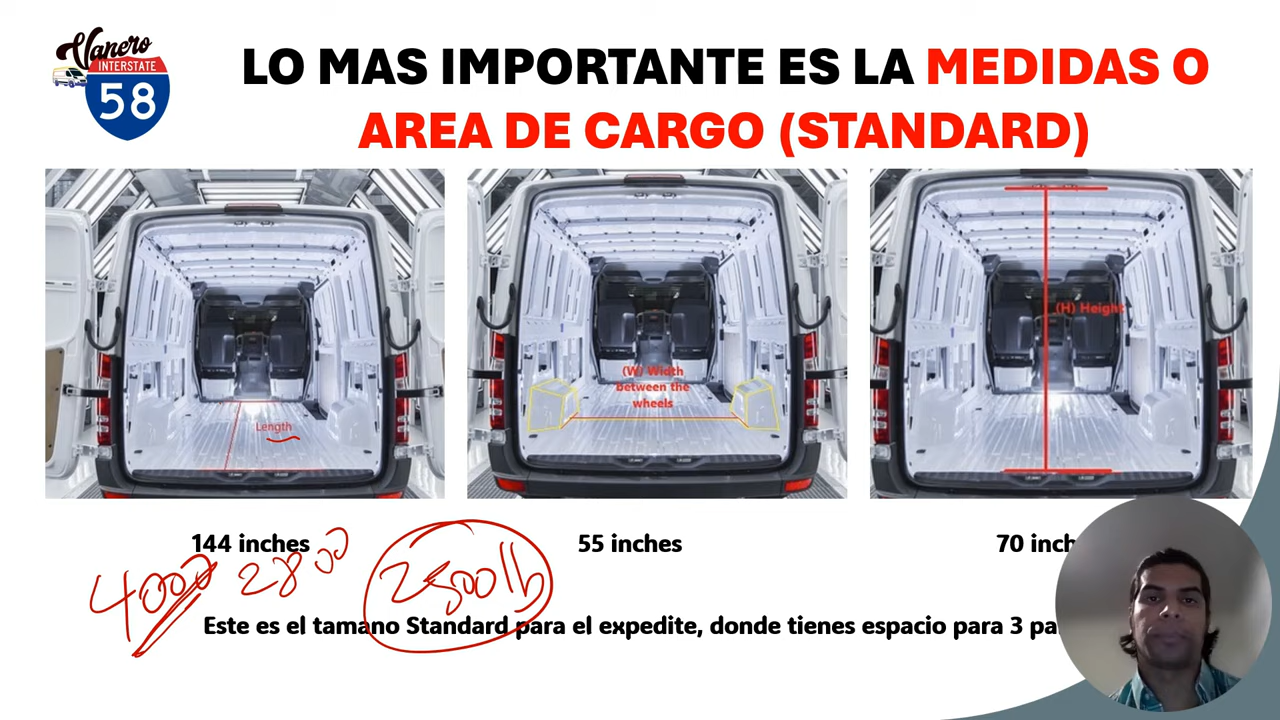 Vanero
INTERSTATE
58
LO MAS IMPORTANTE ES LA MEDIDAS O
AREA DE CARGO (STANDARD)
Length
(W) Width
between the
wheels
(H) Height
144 inches
55 inches
70 inch
4000
2800
2500lb
Este es el tamano Standard para el expedite, donde tienes espacio para 3 pa